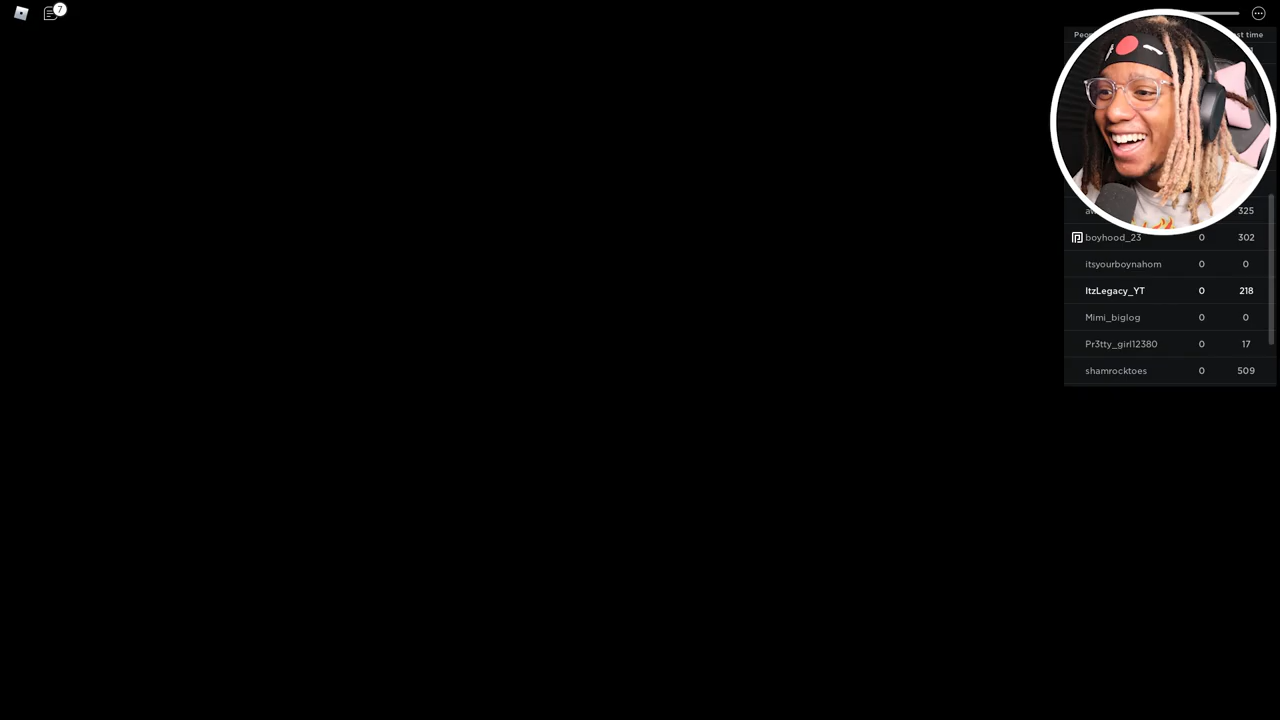 7
325
boyhood_23 0 302
itsyourboynahom 0 0
ItzLegacy_YT 0 218
Mimi_biglog 0 0
Pr3tty_girl12380 0 17
shamrocktoes 0 509
time